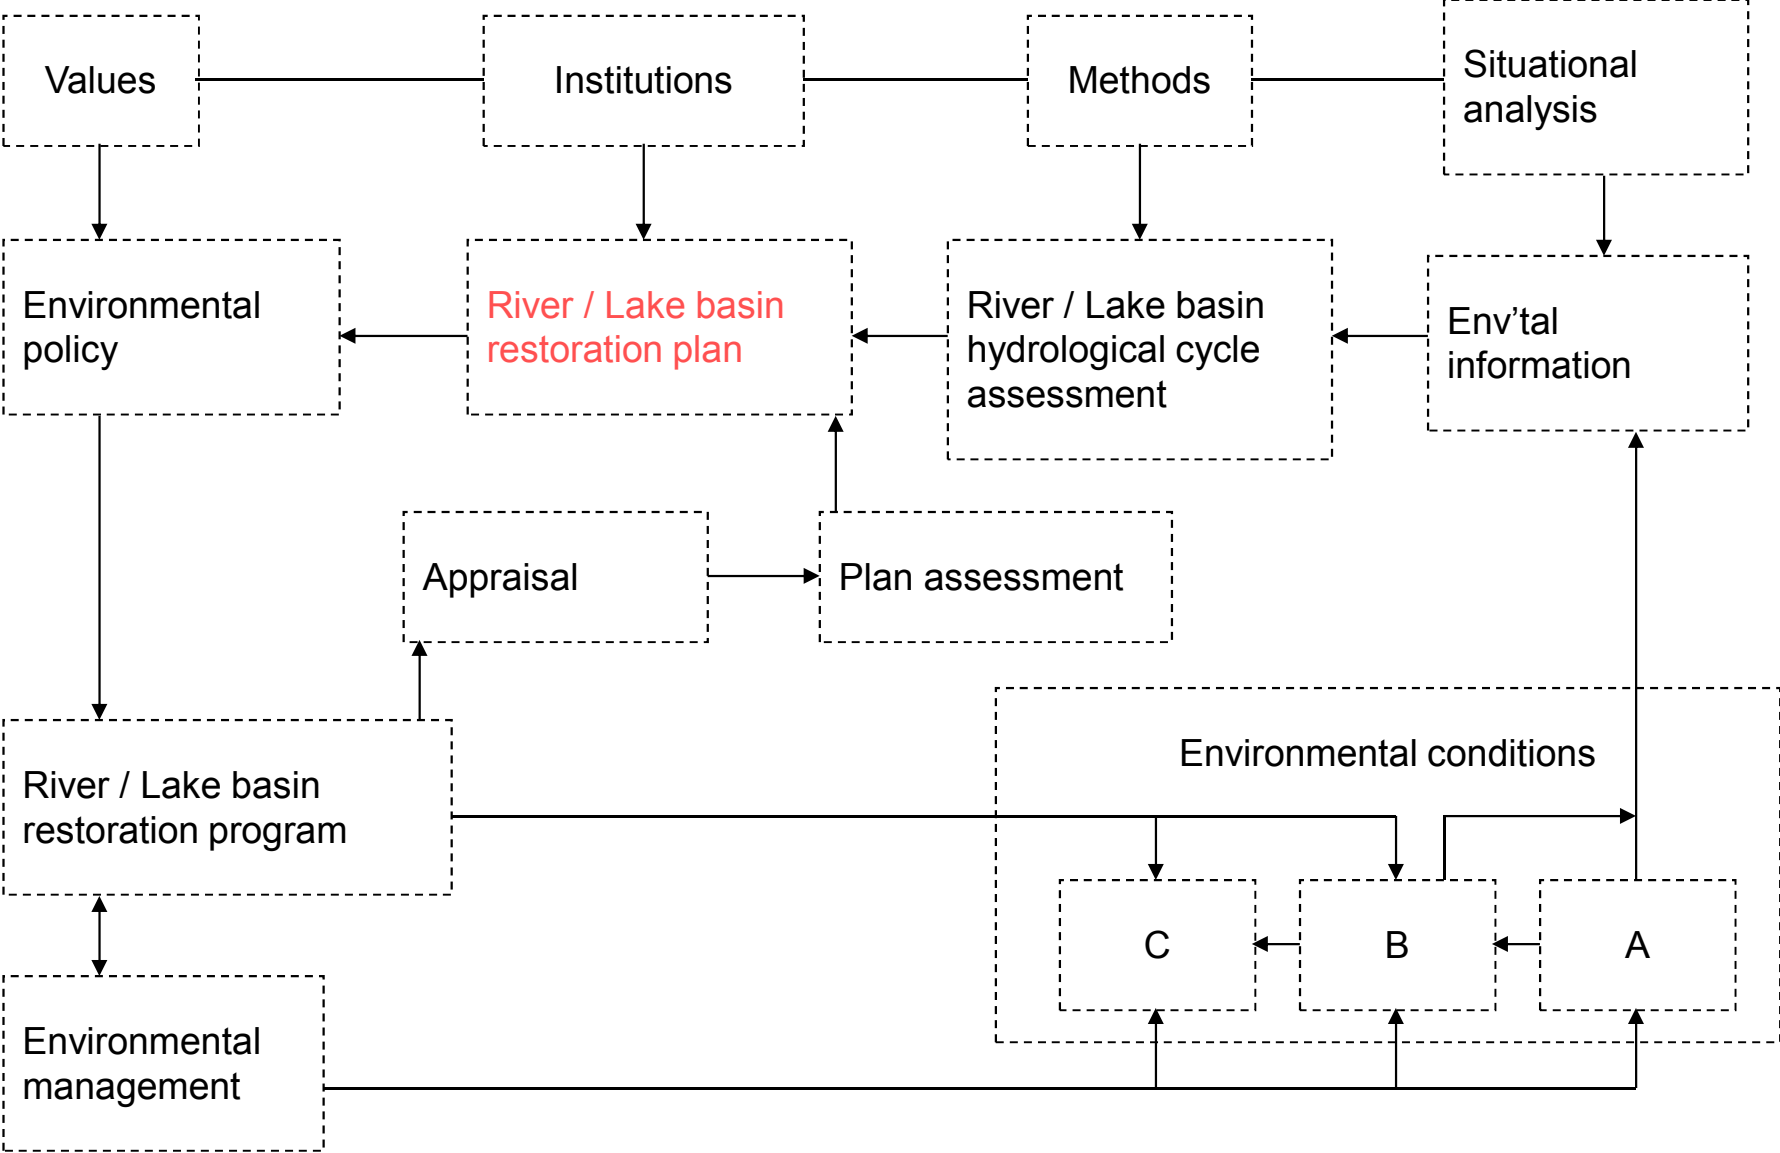 Values
Institutions
Methods
Situational
analysis
Environmental
policy
River / Lake basin
restoration plan
River / Lake basin
hydrological cycle
assessment
Env’tal
information
Appraisal
Plan assessment
River / Lake basin
restoration program
Environmental conditions
C
B
A
Environmental
management